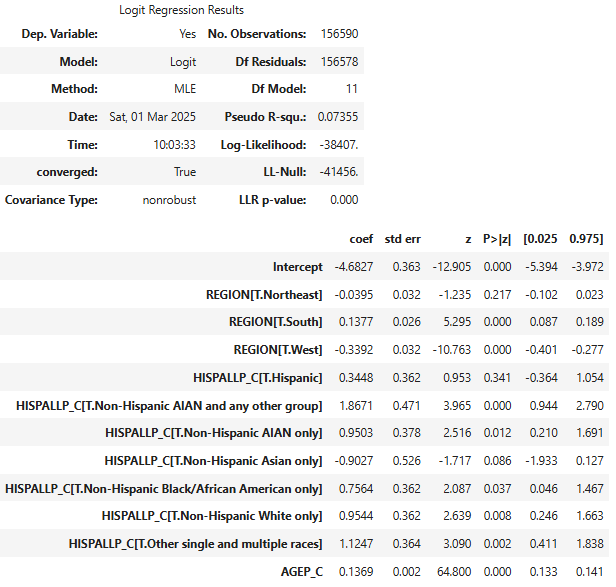 Logit Regression Results
Dep. Variable: Yes No. Observations: 156590
Model: Logit Df Residuals: 156578
Method: MLE Df Model: 11
Date: Sat, 01 Mar 2025 Pseudo R-squ.: 0.07355
Time: 10:03:33 Log-Likelihood: -38407.
converged: True LL-Null: -41456.
Covariance Type: nonrobust LLR p-value: 0.000
coef std err z P>|z| [0.025 0.975]
Intercept -4.6827 0.363 -12.905 0.000 -5.394 -3.972
REGION[T.Northeast] -0.0395 0.032 -1.235 0.217 -0.102 0.023
REGION[T.South] 0.1377 0.026 5.295 0.000 0.087 0.189
REGION[T.West] -0.3392 0.032 -10.763 0.000 -0.401 -0.277
HISPALLP_C[T.Hispanic] 0.3448 0.362 0.953 0.341 -0.364 1.054
HISPALLP_C[T.Non-Hispanic AIAN and any other group] 1.8671 0.471 3.965 0.000 0.944 2.790
HISPALLP_C[T.Non-Hispanic AIAN only] 0.9503 0.378 2.516 0.012 0.210 1.691
HISPALLP_C[T.Non-Hispanic Asian only] -0.9027 0.526 -1.717 0.086 -1.933 0.127
HISPALLP_C[T.Non-Hispanic Black/African American only] 0.7564 0.362 2.087 0.037 0.046 1.467
HISPALLP_C[T.Non-Hispanic White only] 0.9544 0.362 2.639 0.008 0.246 1.663
HISPALLP_C[T.Other single and multiple races] 1.1247 0.364 3.090 0.002 0.411 1.838
AGEP_C 0.1369 0.002 64.800 0.000 0.133 0.141